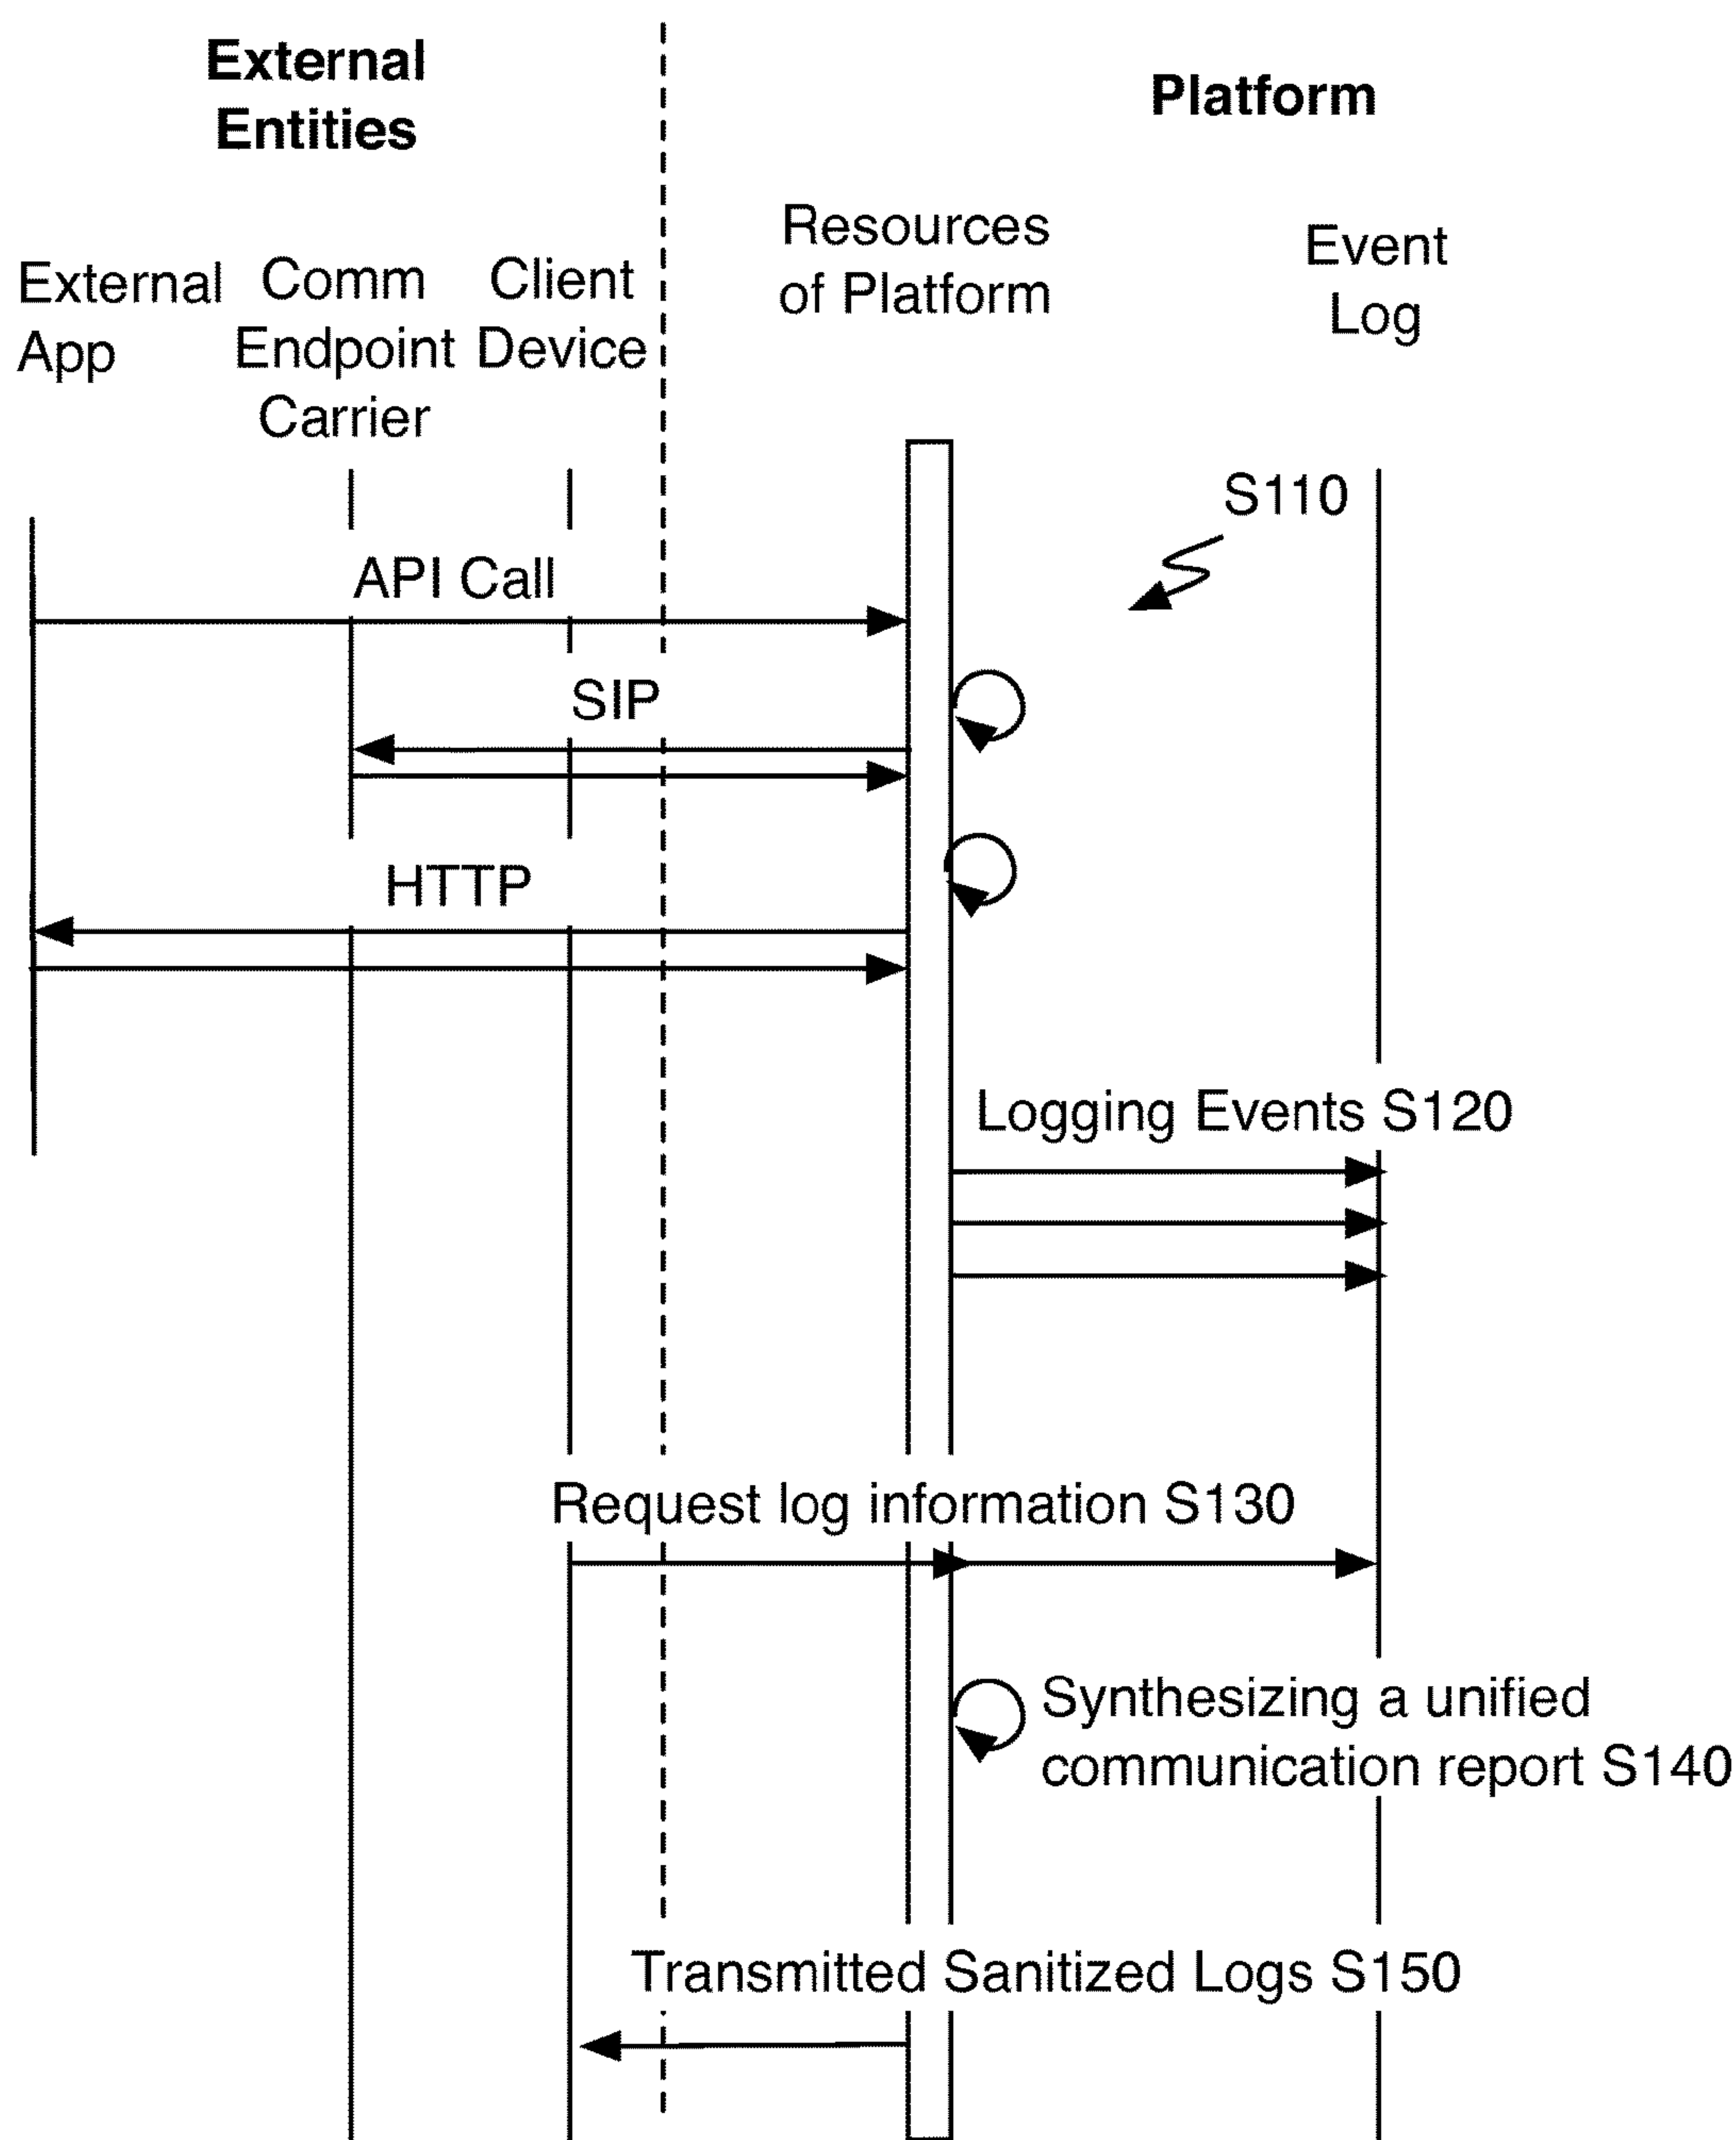 External
Entities
Platform
Resources
of Platform
Event
Log
External
App
Comm
Endpoint
Carrier
Client
Device
S110
API Call
SIP
HTTP
Logging Events S120
Request log information S130
Synthesizing a unified
communication report S140
Transmitted Sanitized Logs S150